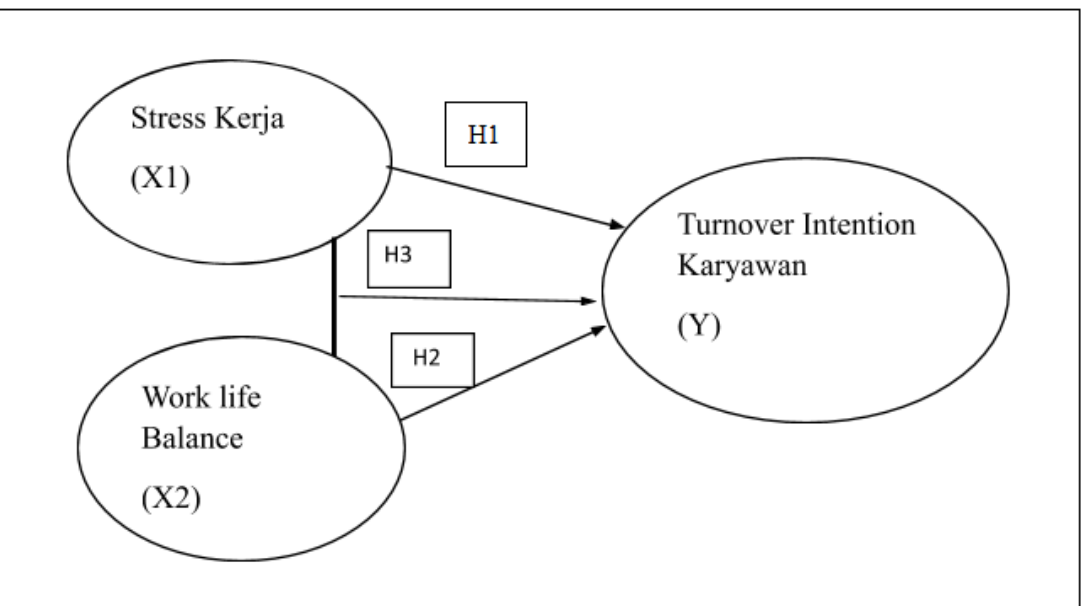 Stress Kerja
(X1)
H1
Turnover Intention
Karyawan
(Y)
H3
H2
Work life
Balance
(X2)